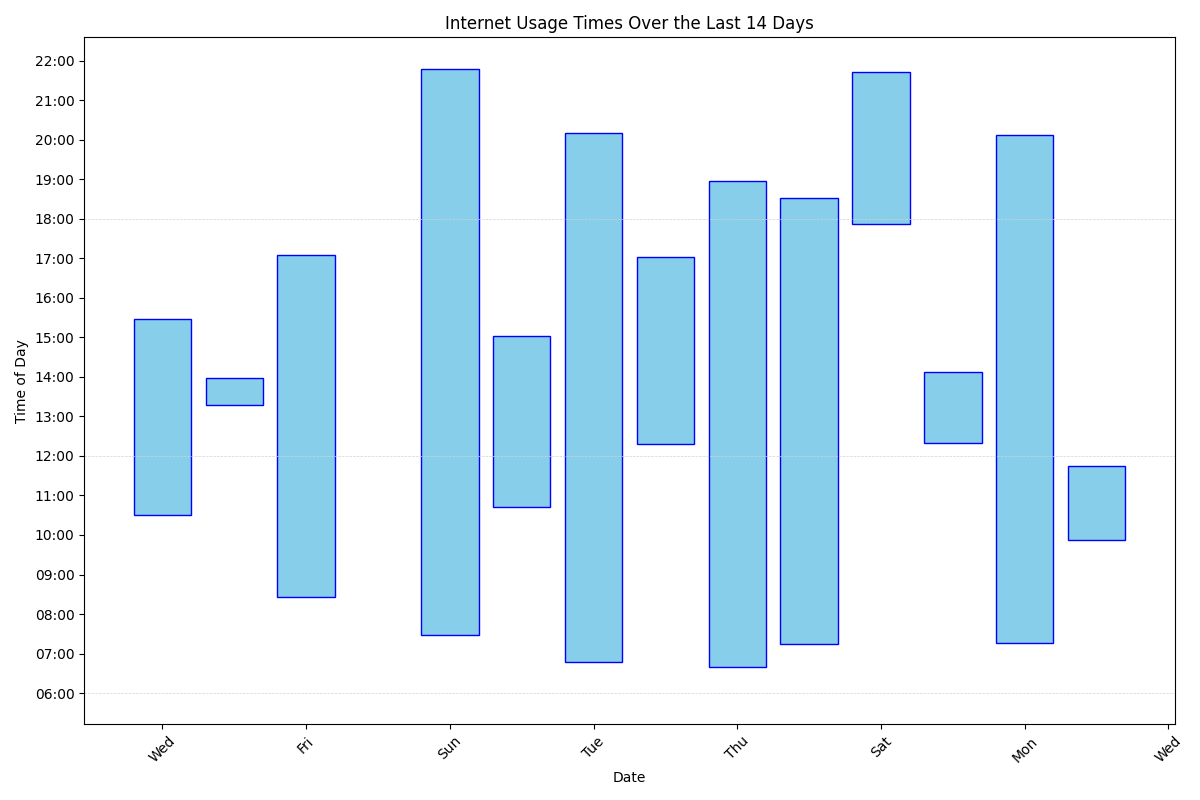 Internet Usage Times Over the Last 14 Days
22:00
21:00
20:00
19:00
18:00
17:00
16:00
15:00
14:00
13:00
12:00
11:00
10:00
09:00
08:00
07:00
06:00
Time of Day
Wed
Fri
Sun
Tue
Thu
Sat
Mon
Wed
Date